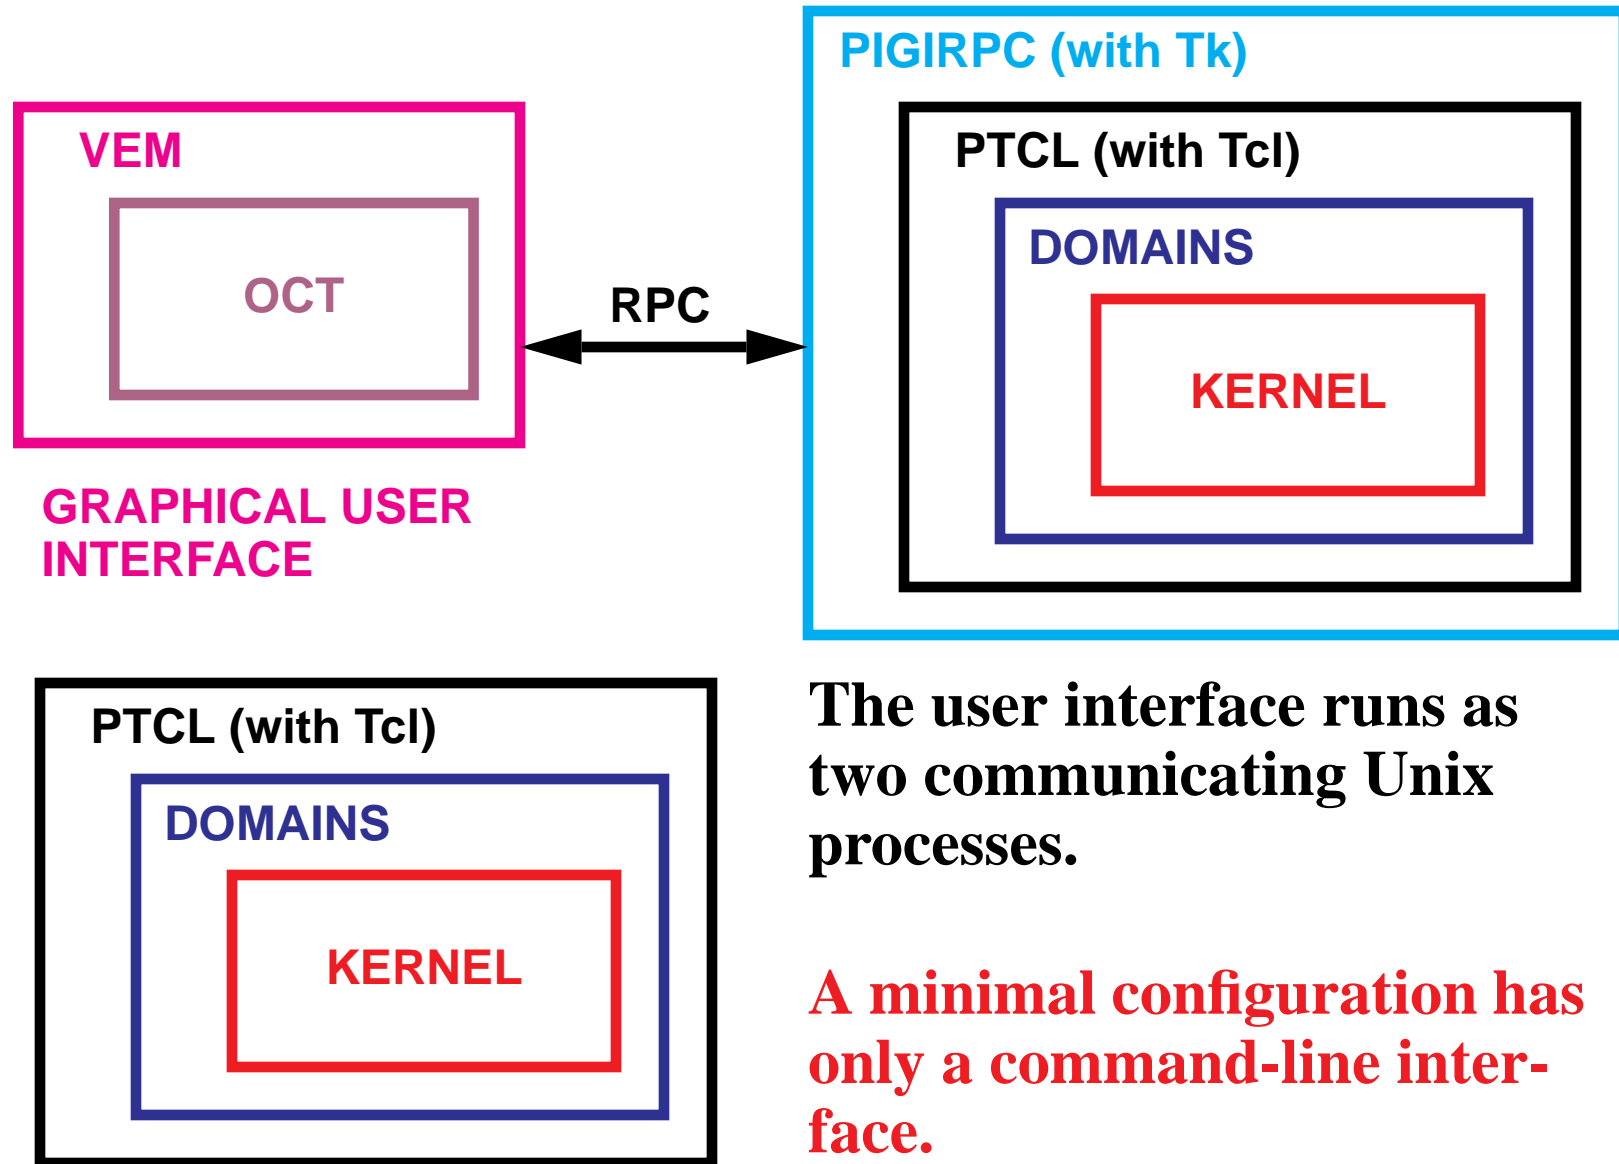 PIGIRPC (with Tk)
VEM
PTCL (with Tcl)
DOMAINS
OCT
RPC
KERNEL
GRAPHICAL USER
INTERFACE
PTCL (with Tcl)
DOMAINS
KERNEL
The user interface runs as
two communicating Unix
processes.
A minimal configuration has
only a command-line inter-
face.